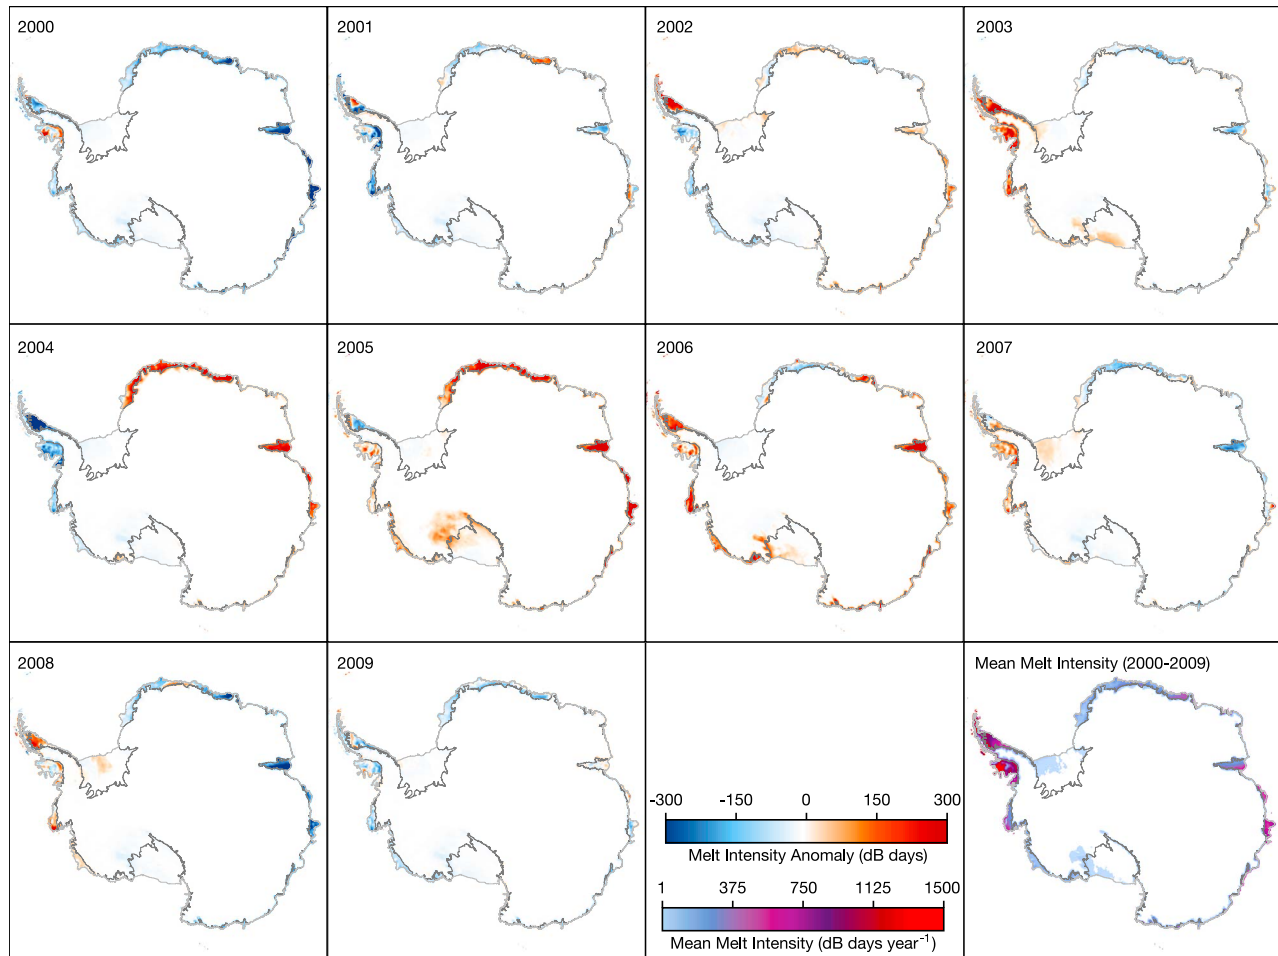 2000
2001
2002
2003
2004
2005
2006
2007
2008
2009
Mean Melt Intensity (2000-2009)
-300 -150 0 150 300
Melt Intensity Anomaly (dB days)
1 375 750 1125 1500
Mean Melt Intensity (dB days year⁻¹)